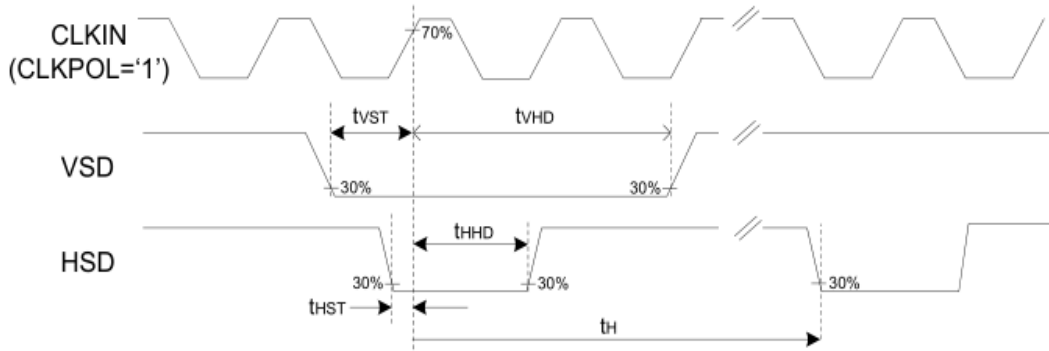 CLKIN
(CLKPOL=‘1’)
70%
tVST
tVHD
VSD
30%
30%
tHHD
HSD
30%
30%
30%
tHST
tH